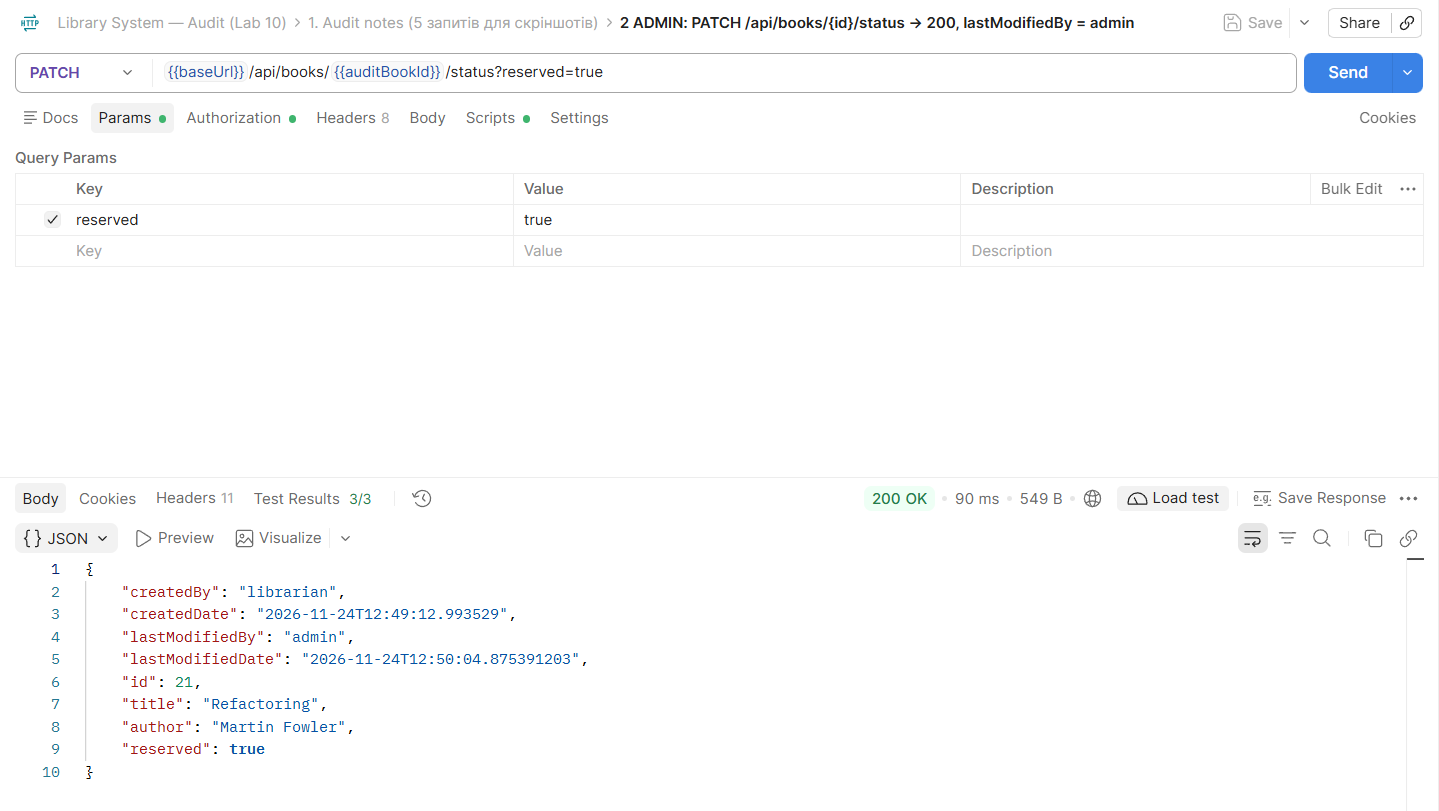 HTTP Library System — Audit (Lab 10) > 1. Audit notes (5 запитів для скріншотів) > 2 ADMIN: PATCH /api/books/{id}/status → 200, lastModifiedBy = admin Save Share
PATCH {{baseUrl}} /api/books/ {{auditBookId}} /status?reserved=true Send
Docs Params Authorization Headers 8 Body Scripts Settings Cookies
Query Params
Key Value Description Bulk Edit
reserved true
Key Value Description
Body Cookies Headers 11 Test Results 3/3 200 OK 90 ms 549 B Load test e.g. Save Response
{} JSON Preview Visualize
1 {
2 "createdBy": "librarian",
3 "createdDate": "2026-11-24T12:49:12.993529",
4 "lastModifiedBy": "admin",
5 "lastModifiedDate": "2026-11-24T12:50:04.875391203",
6 "id": 21,
7 "title": "Refactoring",
8 "author": "Martin Fowler",
9 "reserved": true
10 }